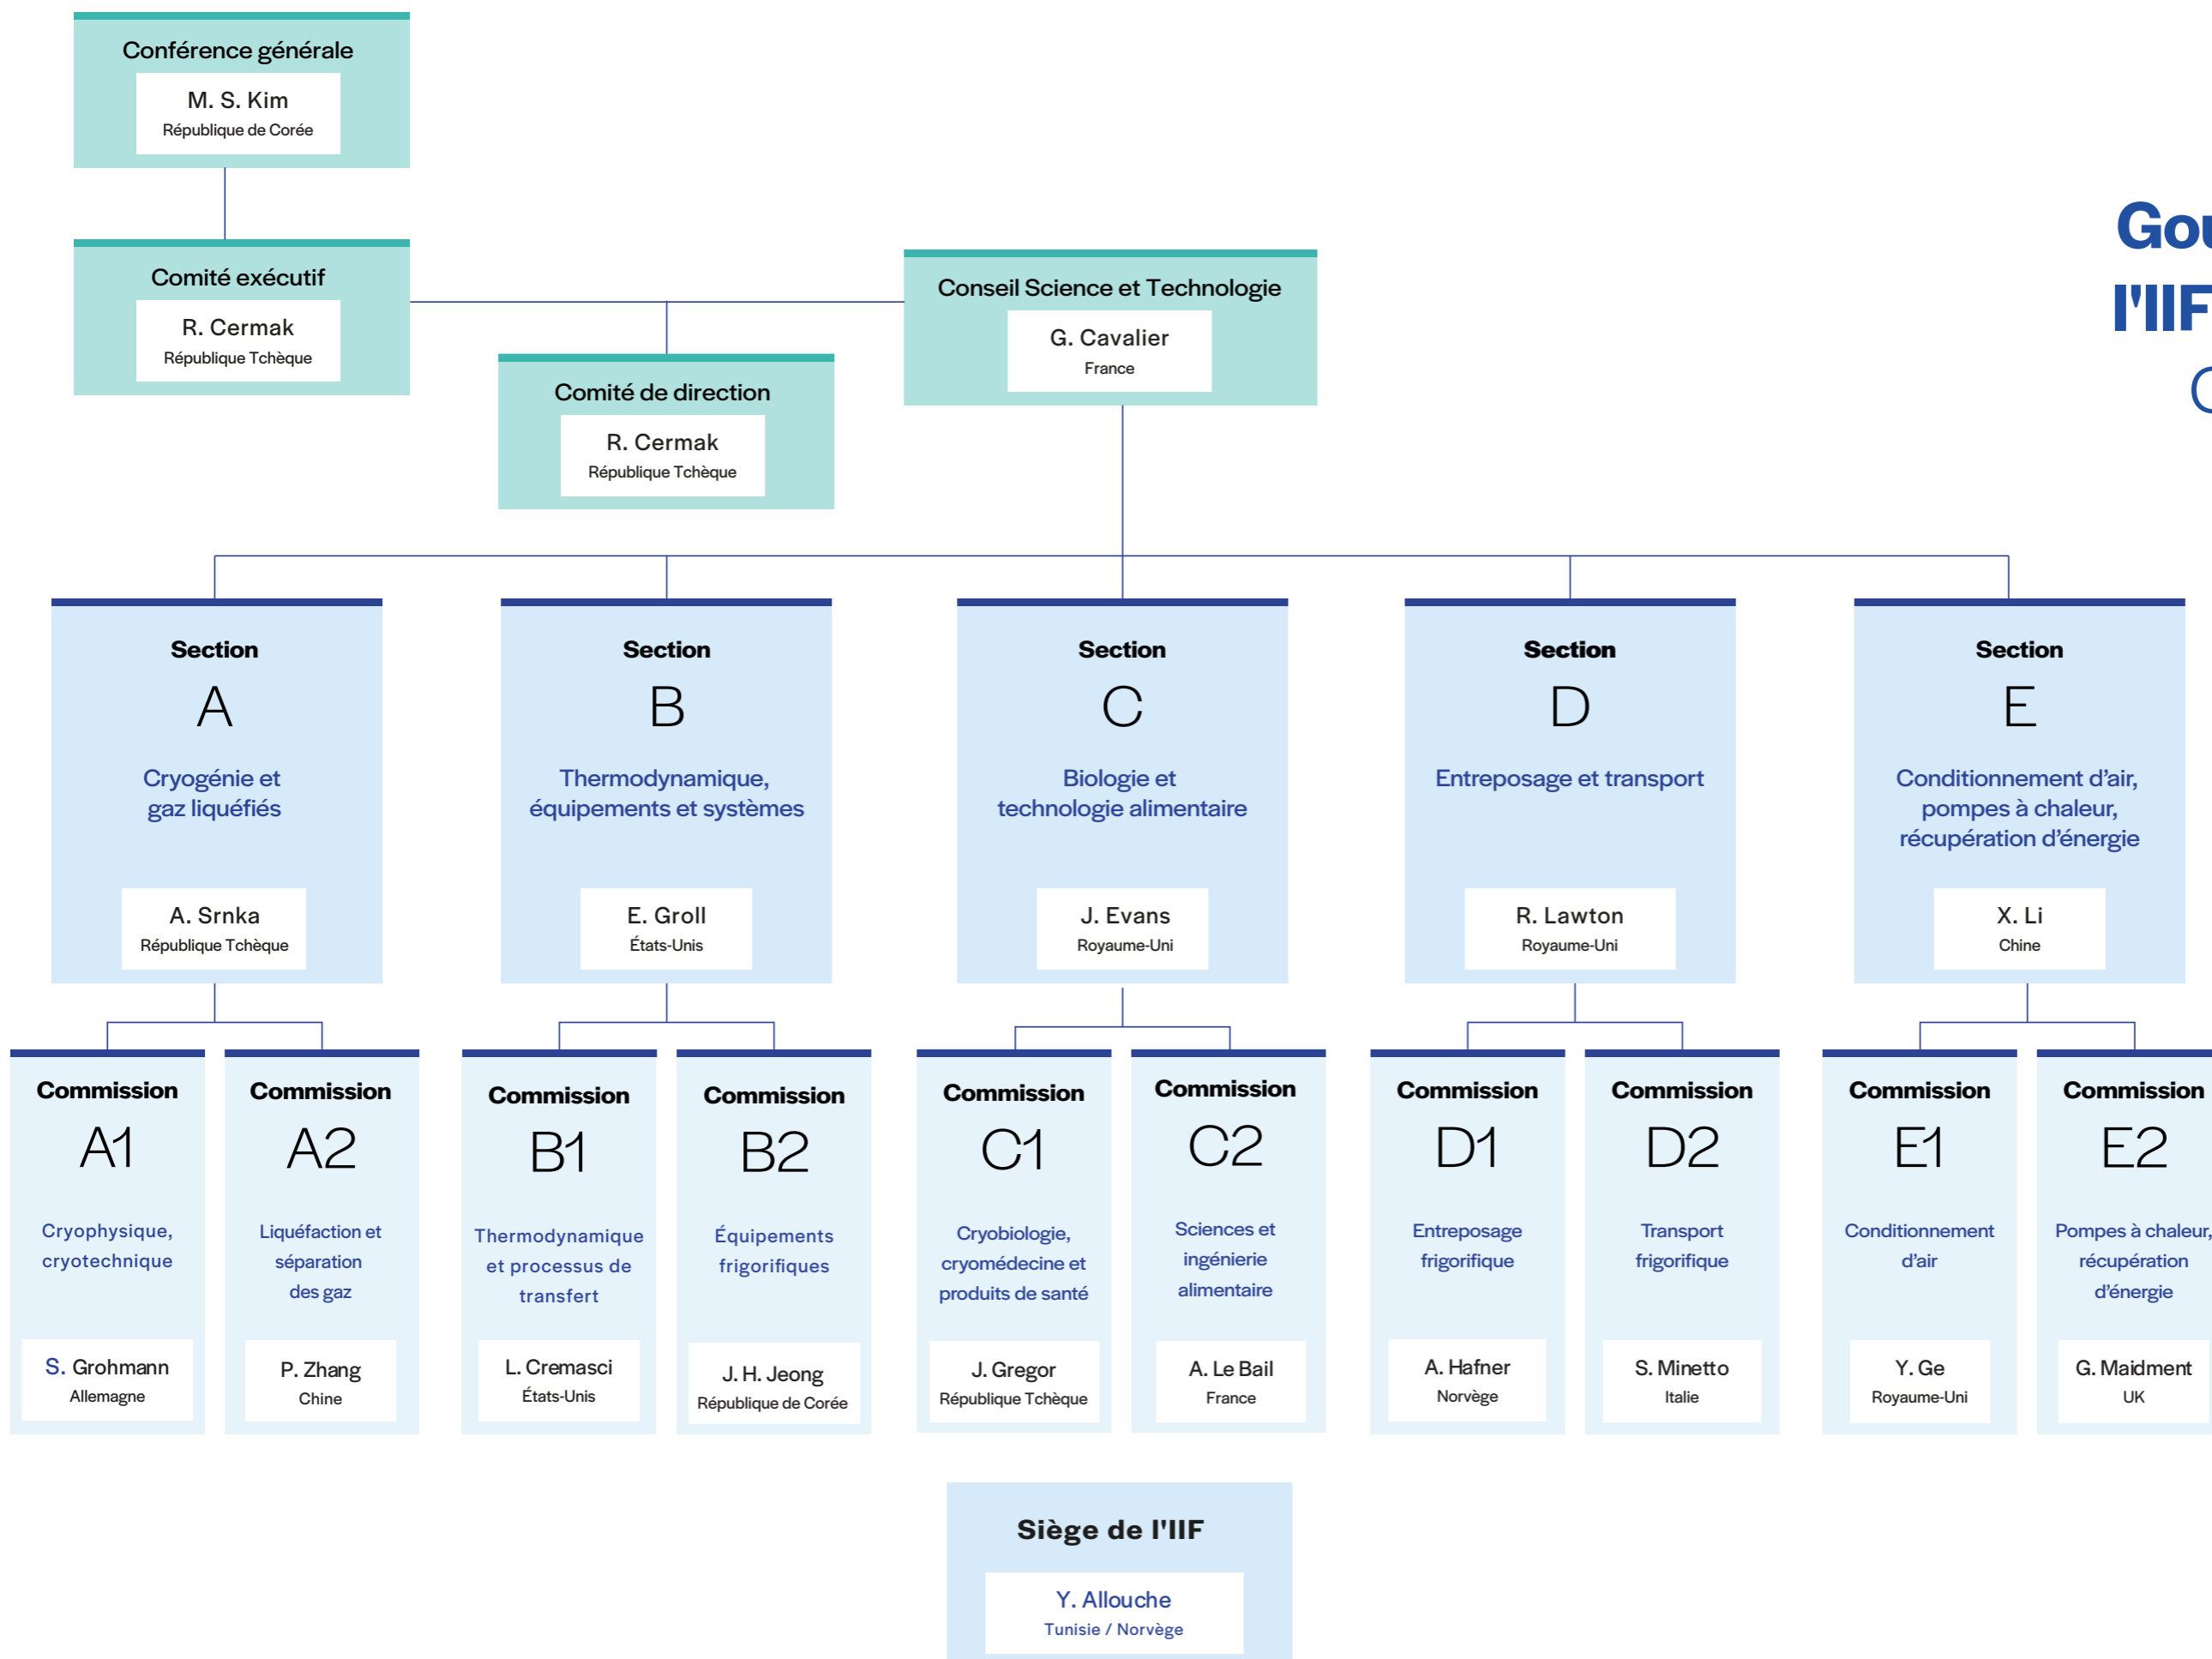 Conférence générale
M. S. Kim
République de Corée
Comité exécutif
R. Cermak
République Tchèque
Comité de direction
R. Cermak
République Tchèque
Conseil Science et Technologie
G. Cavalier
France
l'IIF
Section
A
Cryogénie et
gaz liquéfiés
A. Srnka
République Tchèque
Section
B
Thermodynamique,
équipements et systèmes
E. Groll
États-Unis
Section
C
Biologie et
technologie alimentaire
J. Evans
Royaume-Uni
Section
D
Entreposage et transport
R. Lawton
Royaume-Uni
Section
E
Conditionnement d’air,
pompes à chaleur,
récupération d’énergie
X. Li
Chine
Commission
A1
Cryophysique,
cryotechnique
S. Grohmann
Allemagne
Commission
A2
Liquéfaction et
séparation
des gaz
P. Zhang
Chine
Commission
B1
Thermodynamique
et processus de
transfert
L. Cremasci
États-Unis
Commission
B2
Équipements
frigorifiques
J. H. Jeong
République de Corée
Commission
C1
Cryobiologie,
cryomédecine et
produits de santé
J. Gregor
République Tchèque
Commission
C2
Sciences et
ingénierie
alimentaire
A. Le Bail
France
Commission
D1
Entreposage
frigorifique
A. Hafner
Norvège
Commission
D2
Transport
frigorifique
S. Minetto
Italie
Commission
E1
Conditionnement
d’air
Y. Ge
Royaume-Uni
Commission
E2
Pompes à chaleur,
récupération
d’énergie
G. Maidment
UK
Siège de l'IIF
Y. Allouche
Tunisie / Norvège